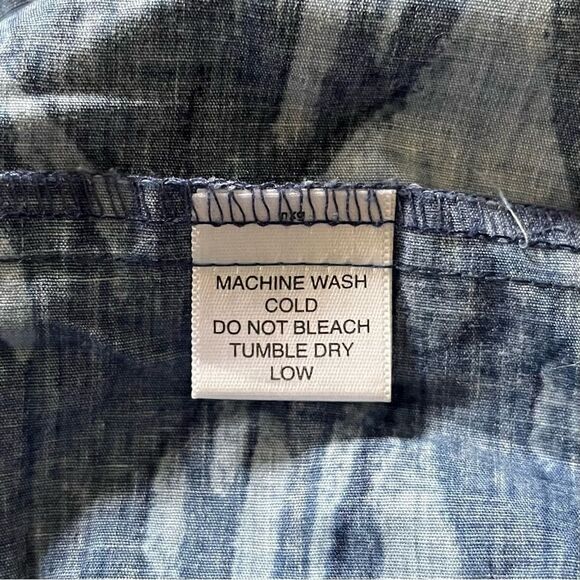 MACHINE WASH
COLD
DO NOT BLEACH
TUMBLE DRY
LOW